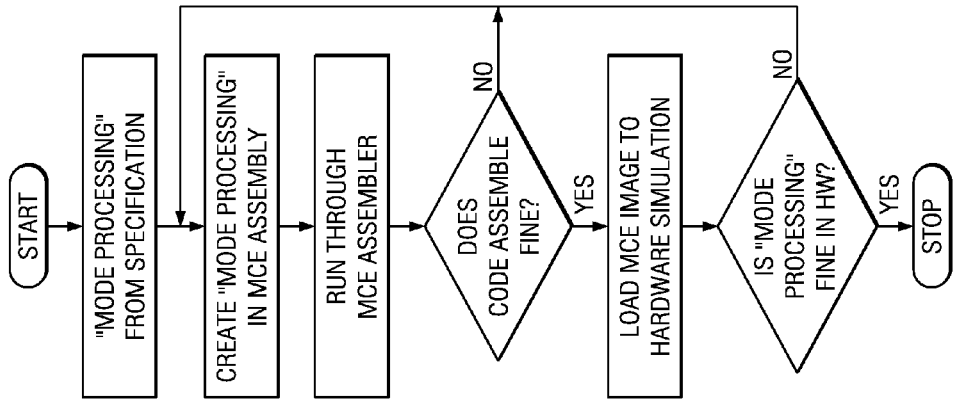 START
"MODE PROCESSING"
FROM SPECIFICATION
CREATE "MODE PROCESSING"
IN MCE ASSEMBLY
RUN THROUGH
MCE ASSEMBLER
DOES
CODE ASSEMBLE
FINE?
NO
YES
LOAD MCE IMAGE TO
HARDWARE SIMULATION
IS "MODE
PROCESSING"
FINE IN HW?
NO
YES
STOP